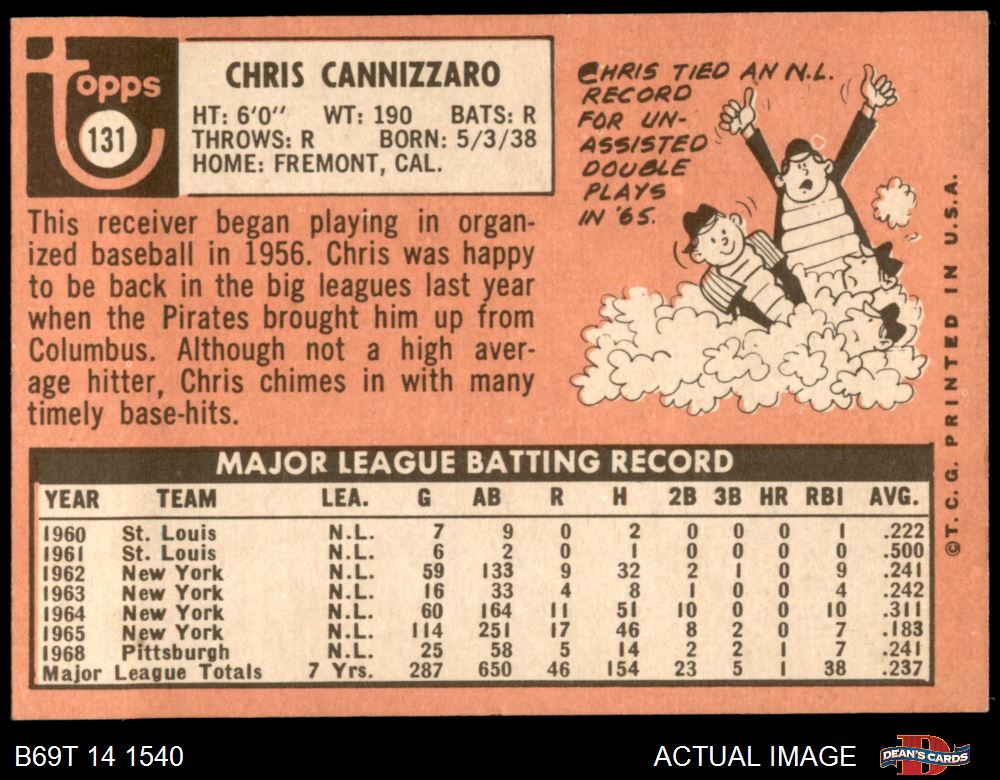 Topps
131
CHRIS CANNIZZARO
HT: 6'0" WT: 190 BATS: R
THROWS: R BORN: 5/3/38
HOME: FREMONT, CAL.
CHRIS TIED AN N.L.
RECORD
FOR UN-
ASSISTED
DOUBLE
PLAYS
IN '65.
This receiver began playing in organ-
ized baseball in 1956. Chris was happy
to be back in the big leagues last year
when the Pirates brought him up from
Columbus. Although not a high aver-
age hitter, Chris chimes in with many
timely base-hits.
MAJOR LEAGUE BATTING RECORD
YEAR TEAM LEA. G AB R H 2B 3B HR RBI AVG.
1960 St. Louis N.L. 7 9 0 2 0 0 0 1 .222
1961 St. Louis N.L. 6 2 0 1 0 0 0 0 .500
1962 New York N.L. 59 133 9 32 2 1 0 9 .241
1963 New York N.L. 16 33 4 8 1 0 0 4 .242
1964 New York N.L. 60 164 11 51 10 0 0 10 .311
1965 New York N.L. 114 251 17 46 8 2 0 7 .183
1968 Pittsburgh N.L. 25 58 5 14 2 2 1 7 .241
Major League Totals 7 Yrs. 287 650 46 154 23 5 1 38 .237
©T.C.G. PRINTED IN U.S.A.
B69T 14 1540
ACTUAL IMAGE
DEAN'S CARDS